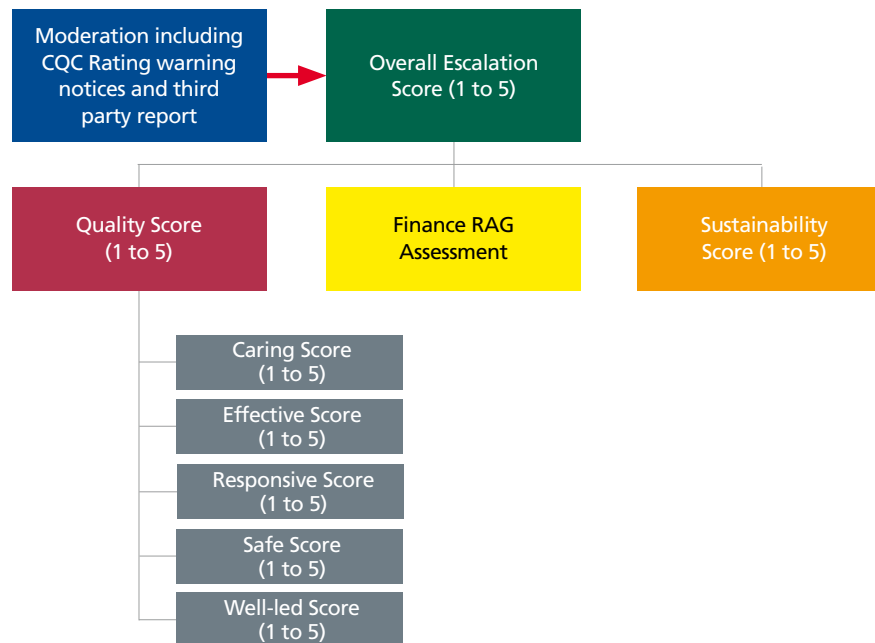 Moderation including
CQC Rating warning
notices and third
party report
Overall Escalation
Score (1 to 5)
Quality Score
(1 to 5)
Finance RAG
Assessment
Sustainability
Score (1 to 5)
Caring Score
(1 to 5)
Effective Score
(1 to 5)
Responsive Score
(1 to 5)
Safe Score
(1 to 5)
Well-led Score
(1 to 5)